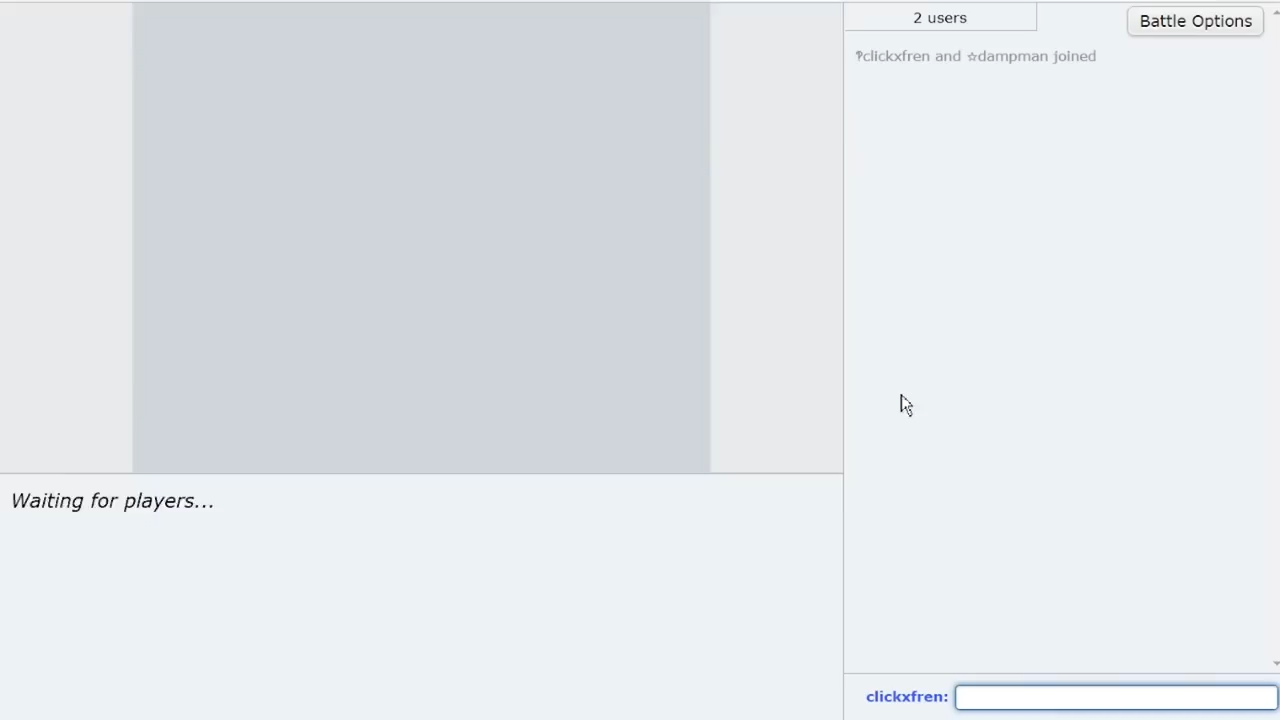 2 users
Battle Options
‽clickxfren and ☆dampman joined
Waiting for players...
clickxfren: